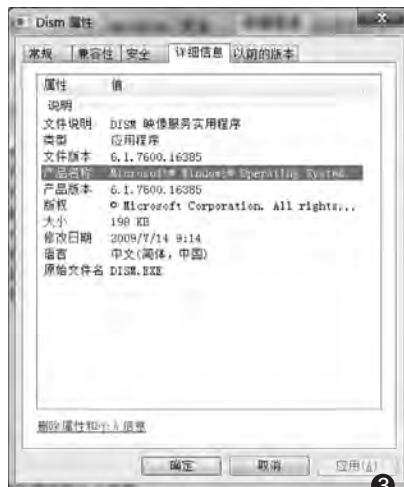 Dism 属性
常规 兼容性 安全 详细信息 以前的版本
属性 值
说明
文件说明 DISM 映像服务实用程序
类型 应用程序
文件版本 6.1.7600.16385
产品名称 Microsoft® Windows® Operating System
产品版本 6.1.7600.16385
版权 © Microsoft Corporation. All rights...
大小 198 KB
修改日期 2009/7/14 9:14
语言 中文(简体，中国)
原始文件名 DISM.EXE
删除属性和个人信息
确定 取消 应用(A)
3